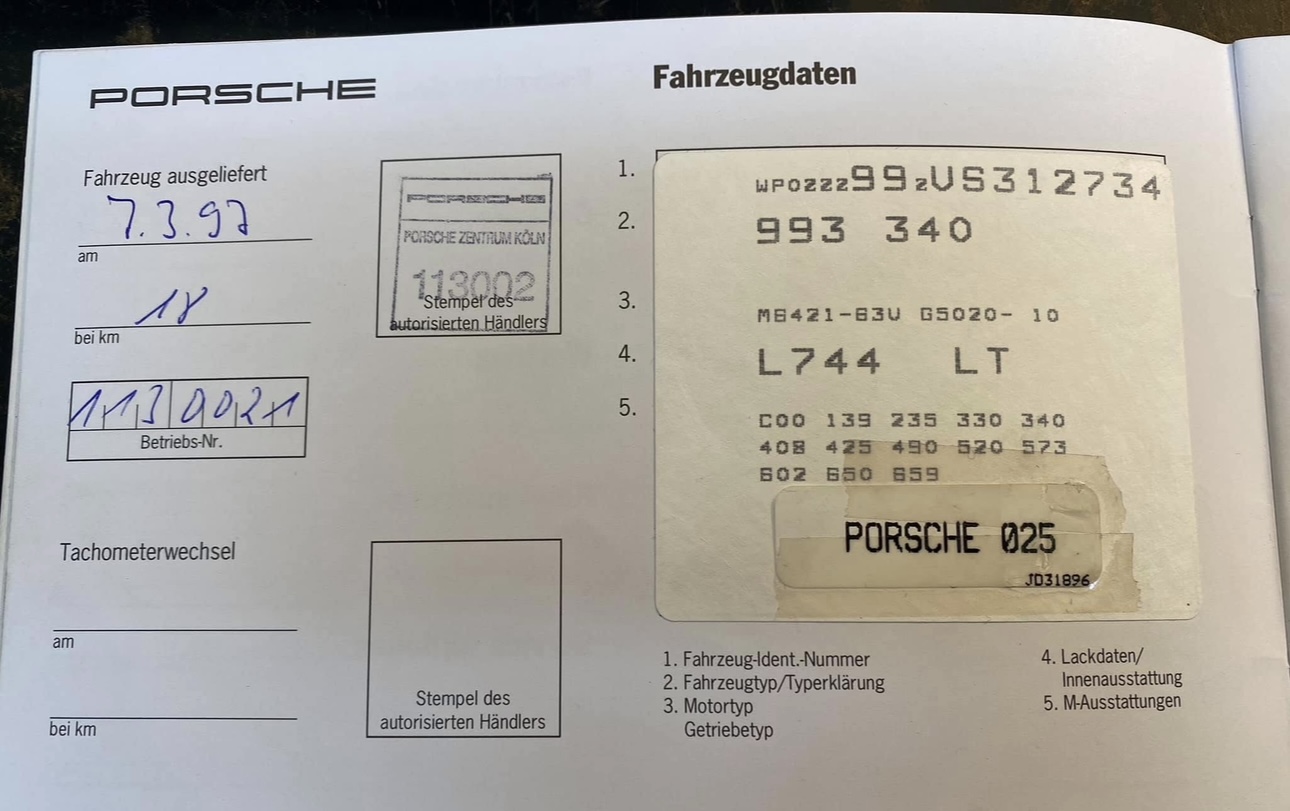 PORSCHE
Fahrzeugdaten
Fahrzeug ausgeliefert
7.3.97
am
18
bei km
1130021
Betriebs-Nr.
PORSCHE
PORSCHE ZENTRUM KÖLN
113002
Stempel des
autorisierten Händlers
1.
WP0ZZZ99ZVS312734
2.
993 340
3.
M6421-63V G5020- 10
4.
L744 LT
5.
C00 139 235 330 340
408 425 490 520 573
602 650 659
PORSCHE 025
JD31896
Tachometerwechsel
am
bei km
Stempel des
autorisierten Händlers
1. Fahrzeug-Ident.-Nummer
2. Fahrzeugtyp/Typerklärung
3. Motortyp
Getriebetyp
4. Lackdaten/
Innenausstattung
5. M-Ausstattungen